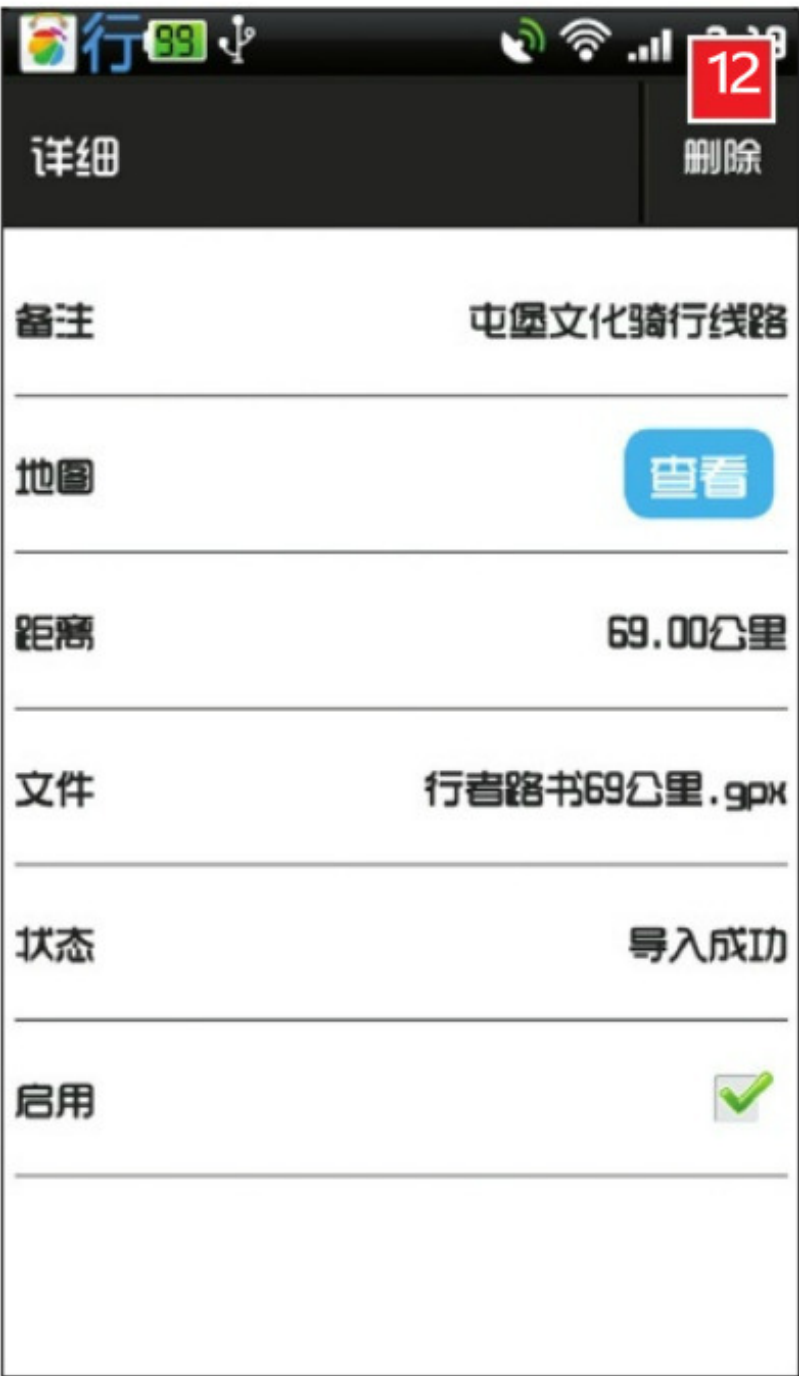 行 99
12
详细 删除
备注 屯堡文化骑行线路
地图 查看
距离 69.00公里
文件 行者路书69公里.gpx
状态 导入成功
启用